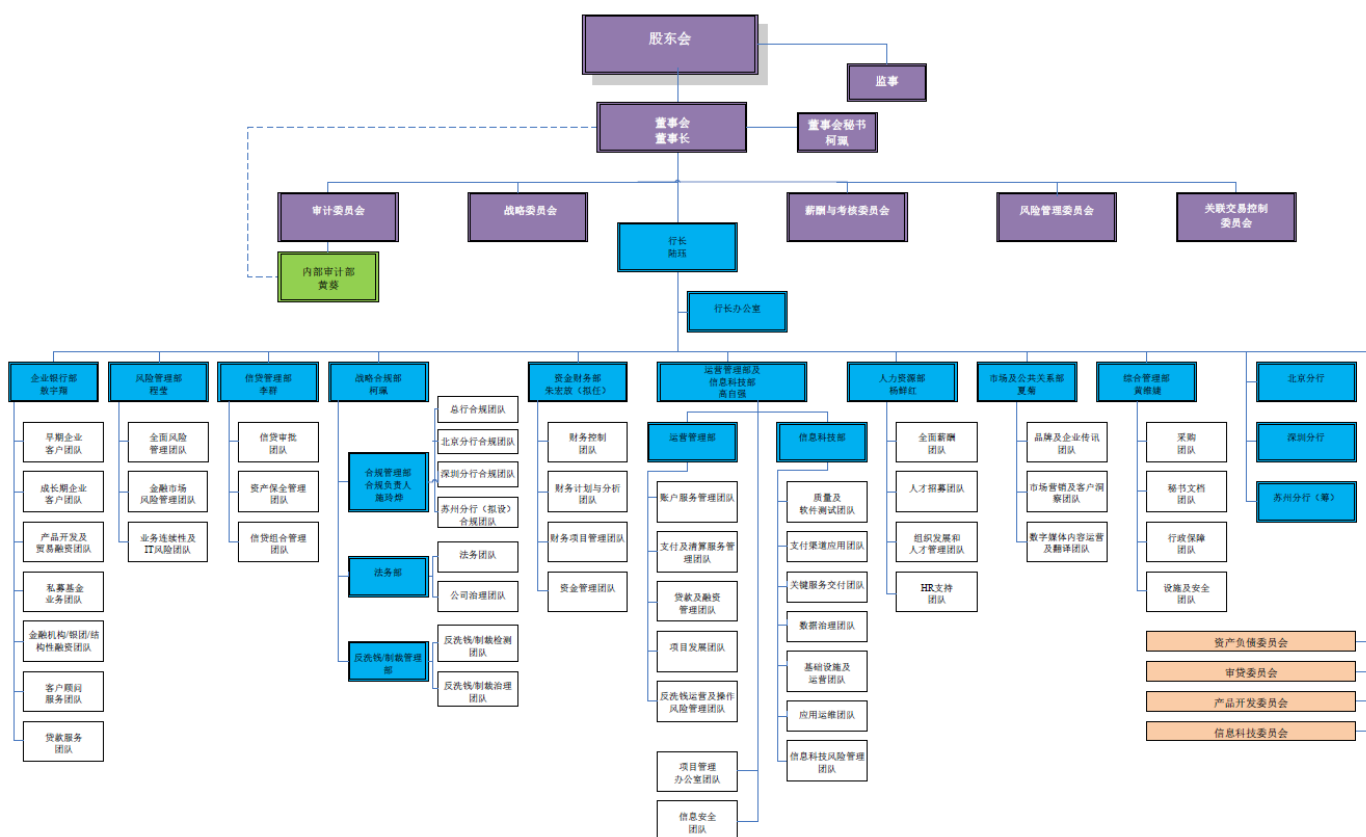 股东会
监事
董事会
董事长
董事会秘书
柯珮
审计委员会
战略委员会
薪酬与考核委员会
风险管理委员会
关联交易控制
委员会
行长
陆珏
内部审计部
黄葵
行长办公室
企业银行部
敖宇翔
风险管理部
程莹
信贷管理部
李群
战略合规部
柯珮
资金财务部
朱宏放（拟任）
运营管理部及
信息科技部
高自强
人力资源部
杨鲜红
市场及公共关系部
夏菊
综合管理部
黄维建
北京分行
深圳分行
苏州分行（筹）
早期企业
客户团队
成长期企业
客户团队
产品开发及
贸易融资团队
私募基金
业务团队
金融机构/银团/结
构性融资团队
客户顾问
服务团队
贷款服务
团队
全面风险
管理团队
金融市场
风险管理团队
业务连续性及
IT风险团队
信贷审批
团队
资产保全管理
团队
信贷组合管理
团队
合规管理部
合规负责人
施玲烨
总行合规团队
北京分行合规团队
深圳分行合规团队
苏州分行（拟设）
合规团队
法务部
法务团队
公司治理团队
反洗钱/制裁管理
部
反洗钱/制裁检测
团队
反洗钱/制裁治理
团队
财务控制
团队
财务计划与分析
团队
财务项目管理团队
资金管理团队
运营管理部
账户服务管理团队
支付及清算服务管
理团队
贷款及融资
管理团队
项目发展团队
反洗钱运营及操作
风险管理团队
信息科技部
质量及
软件测试团队
支付渠道应用团队
关键服务交付团队
数据治理团队
基础设施及
运营团队
应用运维团队
信息科技风险管理
团队
项目管理
办公室团队
信息安全
团队
全面薪酬
团队
人才招募团队
组织发展和
人才管理团队
HR支持
团队
品牌及企业传讯
团队
市场营销及客户洞
察团队
数字媒体内容运营
及翻译团队
采购
团队
秘书文档
团队
行政保障
团队
设施及安全
团队
资产负债委员会
审贷委员会
产品开发委员会
信息科技委员会